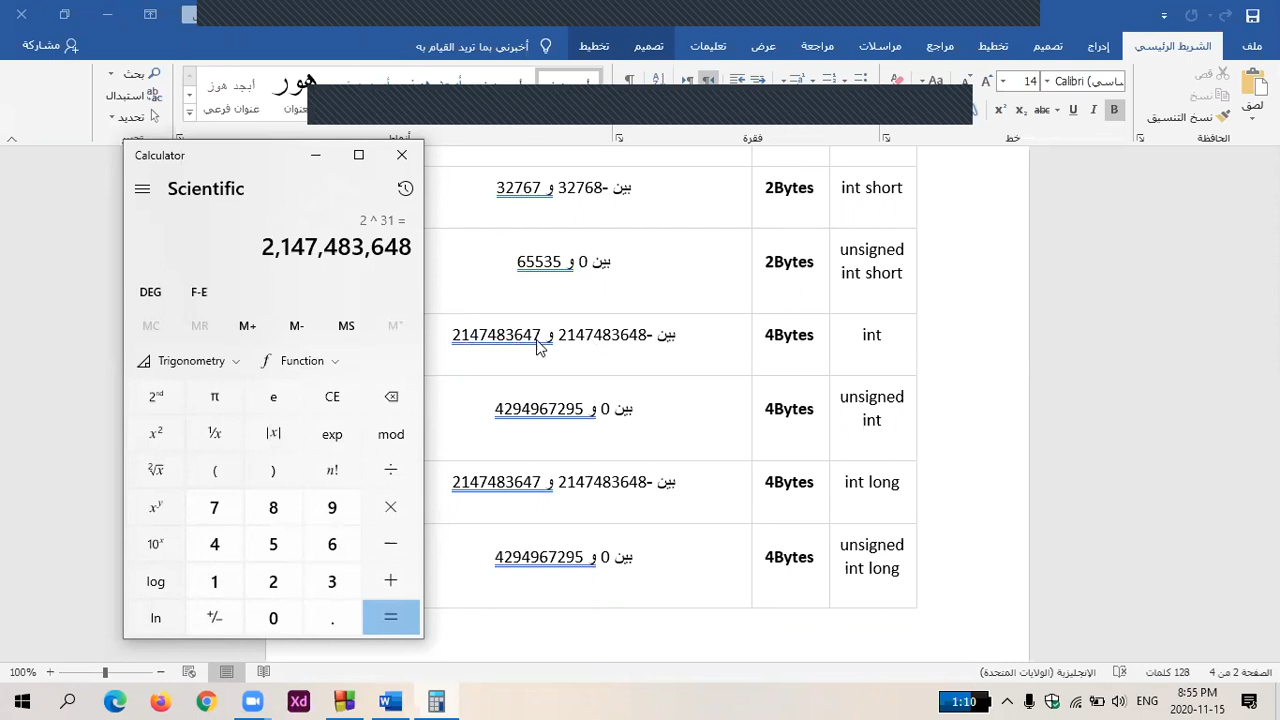 ملف
الشريط الرئيسي
إدراج
تصميم
تخطيط
مراجع
مراسلات
مراجعة
عرض
تعليمات
تصميم
تخطيط
أخبرني بما تريد القيام به
مشاركة
لصق
قص
نسخ
نسخ التنسيق
الحافظة
Calibri (ساسي)
14
خط
فقرة
أنماط
أبجد هوز
عنوان فرعي
بحث
استبدال
تحديد
int short
2Bytes
بين -32768 و 32767
unsigned
int short
2Bytes
بين 0 و 65535
int
4Bytes
بين -2147483648 و 2147483647
unsigned
int
4Bytes
بين 0 و 4294967295
int long
4Bytes
بين -2147483648 و 2147483647
unsigned
int long
4Bytes
بين 0 و 4294967295
Calculator
Scientific
2 ^ 31 =
2,147,483,648
DEG F-E
MC MR M+ M- MS M˅
Trigonometry Function
2ⁿᵈ π e CE
x² ¹/x |x| exp mod
²√x ( ) n! ÷
xʸ 7 8 9 ×
10ˣ 4 5 6 −
log 1 2 3 +
ln +/− 0 . =
الصفحة 2 من 4
128 كلمات
الإنجليزية (الولايات المتحدة)
100%
1:10
ENG
8:55 PM
2020-11-15